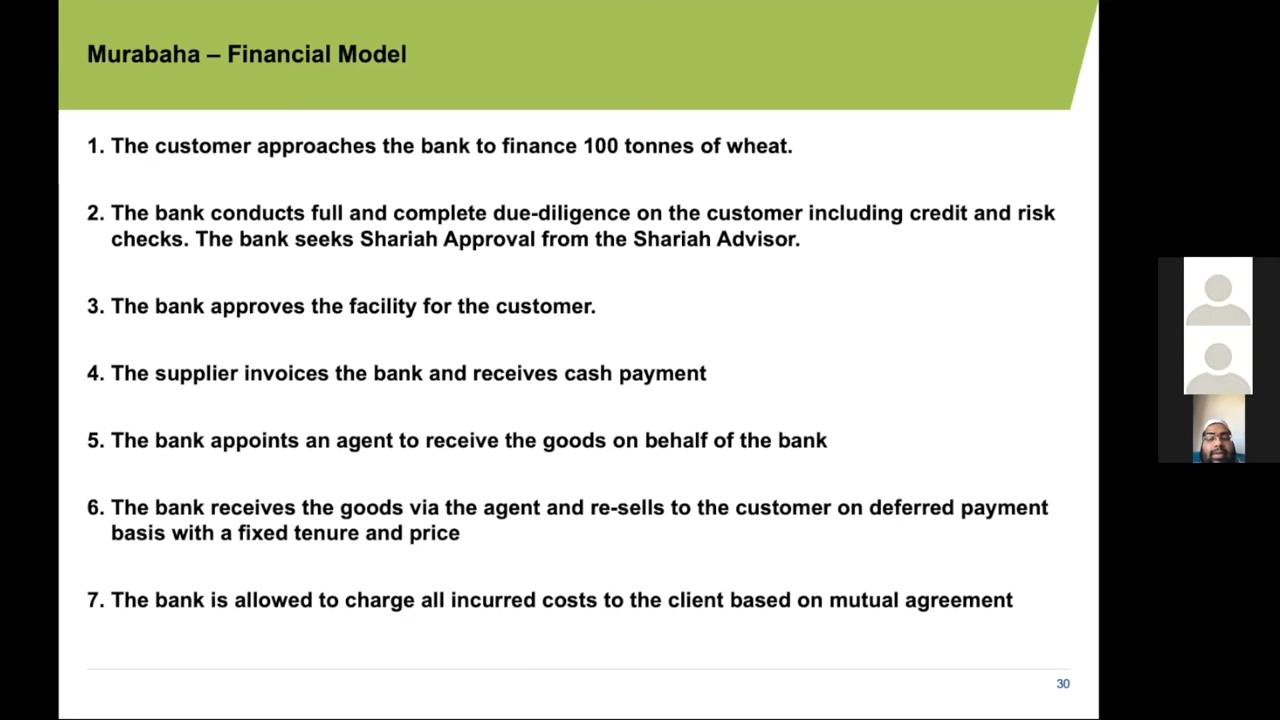 Murabaha – Financial Model
1. The customer approaches the bank to finance 100 tonnes of wheat.
2. The bank conducts full and complete due-diligence on the customer including credit and risk
checks. The bank seeks Shariah Approval from the Shariah Advisor.
3. The bank approves the facility for the customer.
4. The supplier invoices the bank and receives cash payment
5. The bank appoints an agent to receive the goods on behalf of the bank
6. The bank receives the goods via the agent and re-sells to the customer on deferred payment
basis with a fixed tenure and price
7. The bank is allowed to charge all incurred costs to the client based on mutual agreement
30